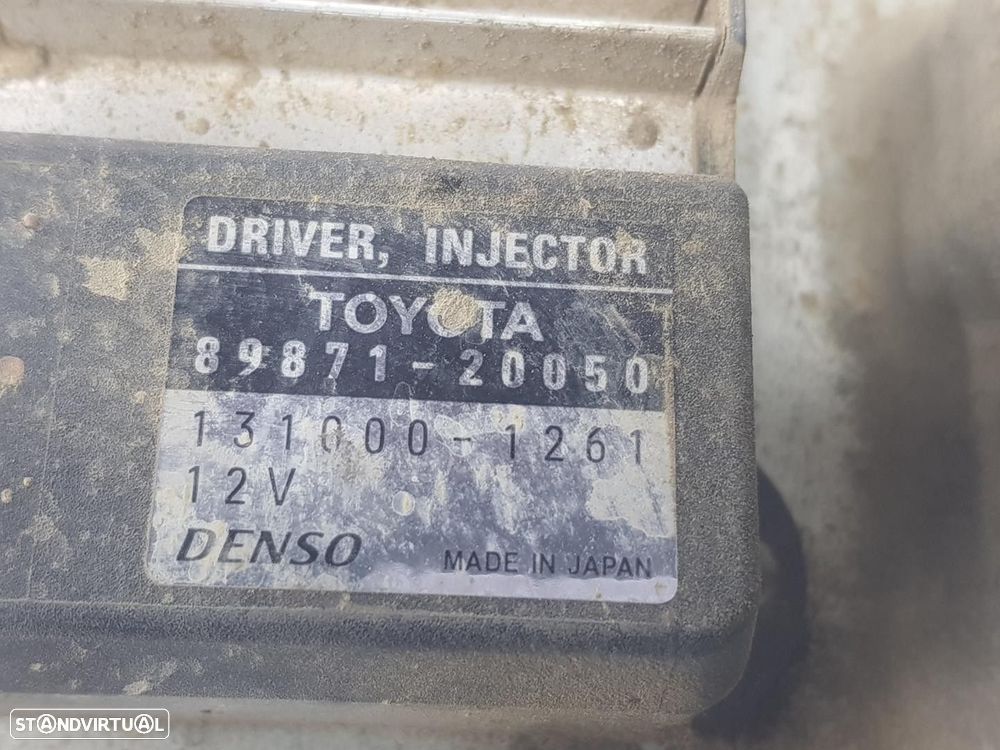 DRIVER, INJECTOR
TOYOTA
89871-20050
131000-1261
12V
DENSO MADE IN JAPAN
STANDVIRTUAL